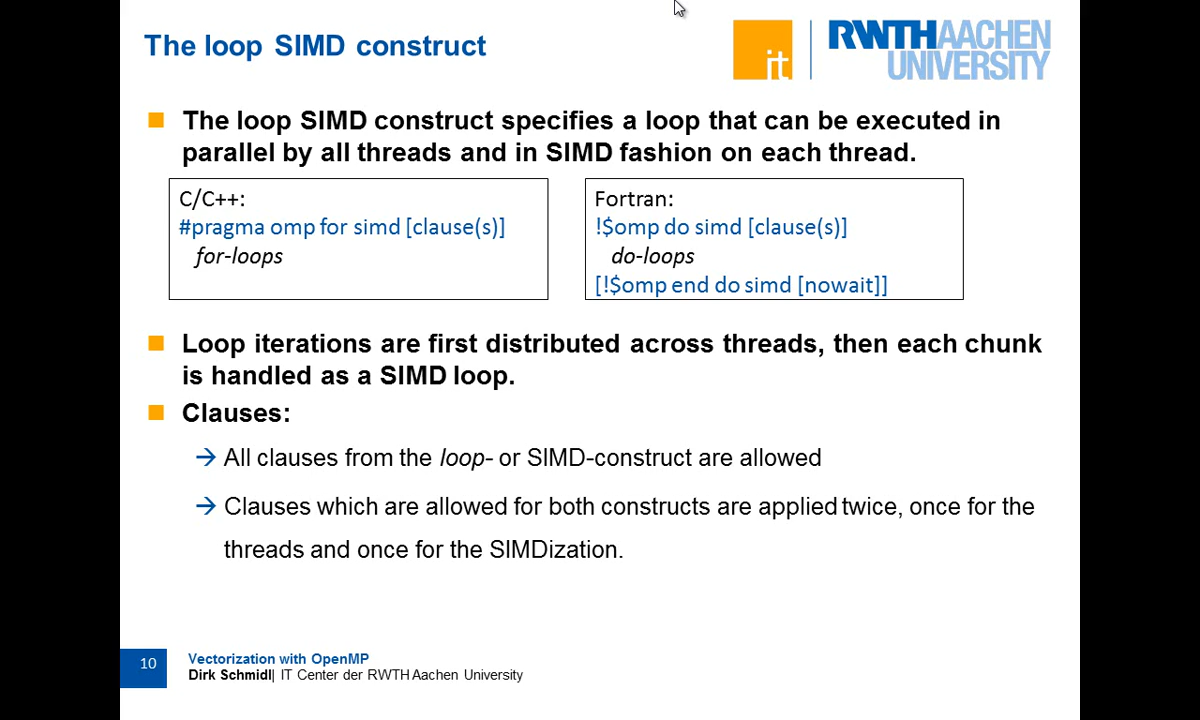 The loop SIMD construct
it
RWTH AACHEN
UNIVERSITY
The loop SIMD construct specifies a loop that can be executed in
parallel by all threads and in SIMD fashion on each thread.
C/C++:
#pragma omp for simd [clause(s)]
for-loops
Fortran:
!$omp do simd [clause(s)]
do-loops
[!$omp end do simd [nowait]]
Loop iterations are first distributed across threads, then each chunk
is handled as a SIMD loop.
Clauses:
→ All clauses from the loop- or SIMD-construct are allowed
→ Clauses which are allowed for both constructs are applied twice, once for the
threads and once for the SIMDization.
10
Vectorization with OpenMP
Dirk Schmidl| IT Center der RWTH Aachen University